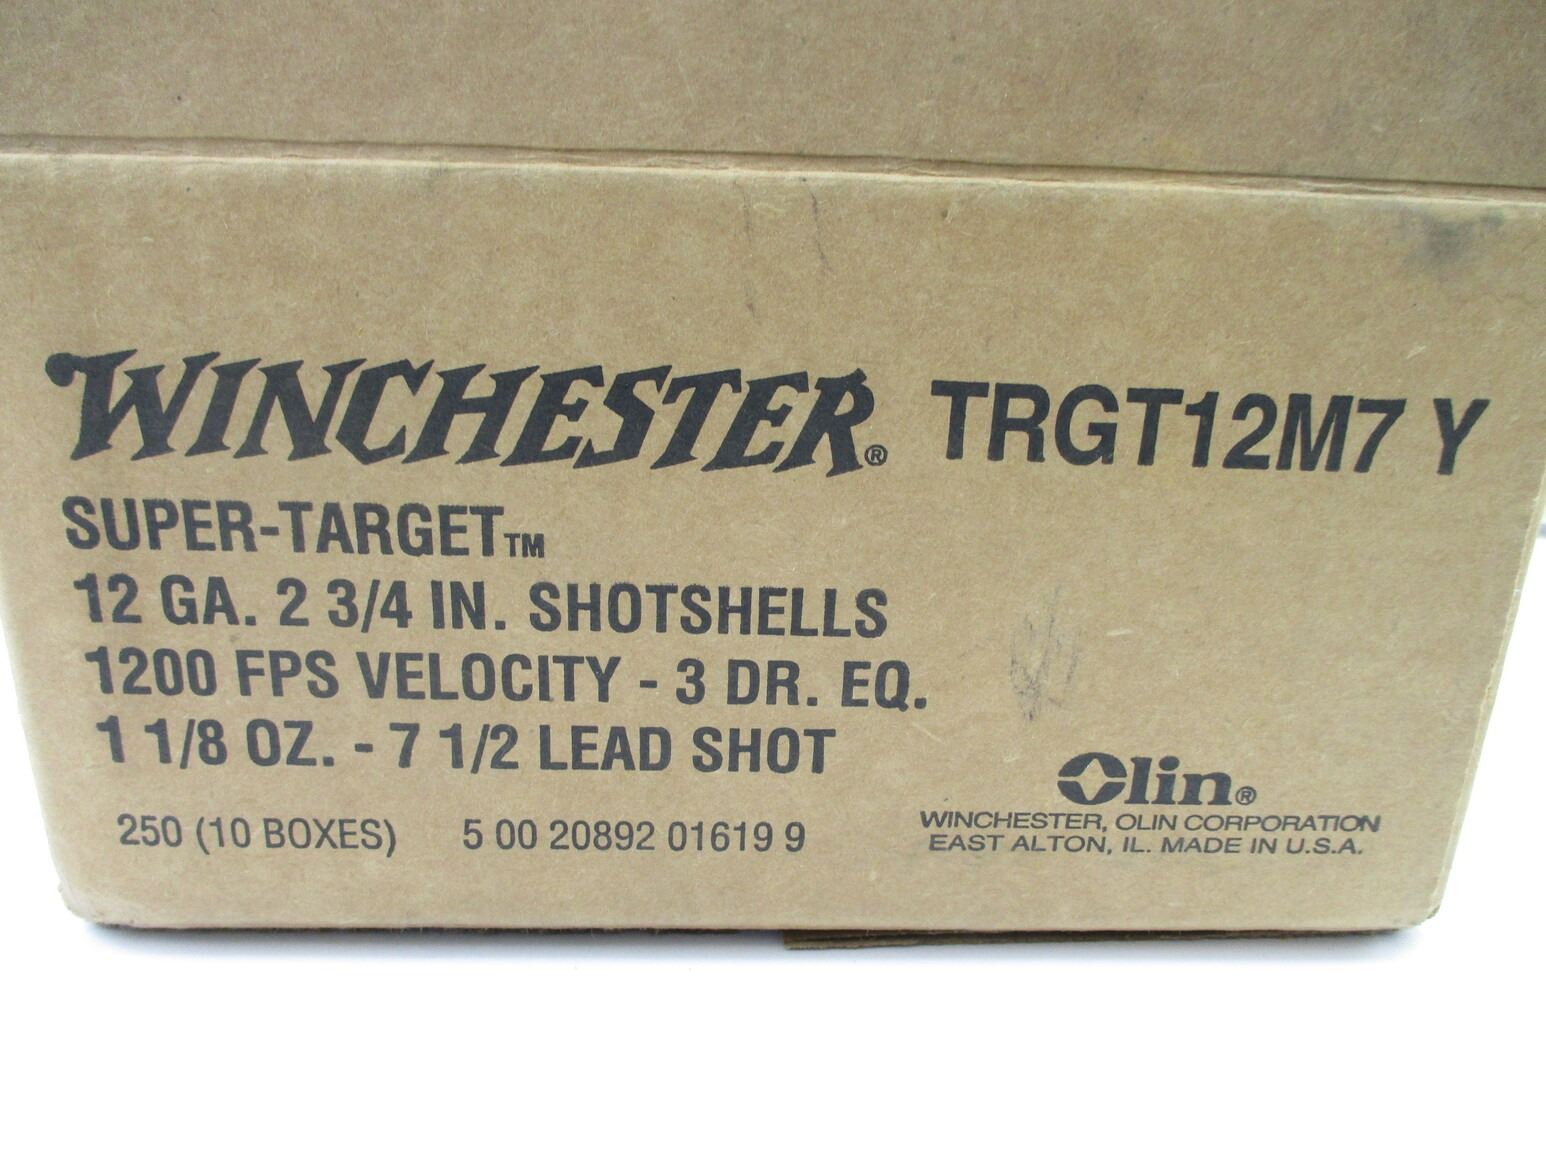 WINCHESTER® TRGT12M7 Y
SUPER-TARGET™
12 GA. 2 3/4 IN. SHOTSHELLS
1200 FPS VELOCITY - 3 DR. EQ.
1 1/8 OZ. - 7 1/2 LEAD SHOT
250 (10 BOXES) 5 00 20892 01619 9
Olin®
WINCHESTER, OLIN CORPORATION
EAST ALTON, IL. MADE IN U.S.A.